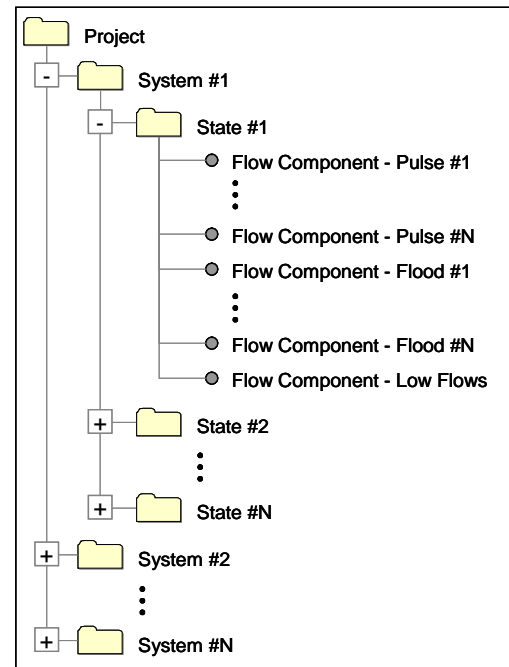 Project
- System #1
- State #1
Flow Component - Pulse #1
Flow Component - Pulse #N
Flow Component - Flood #1
Flow Component - Flood #N
Flow Component - Low Flows
+ State #2
+ State #N
+ System #2
+ System #N